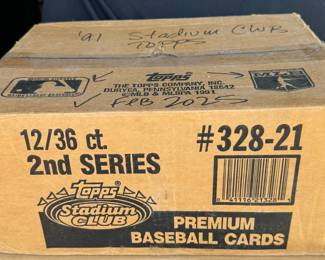 '91 Stadium Club
Topps
Topps
THE TOPPS COMPANY, INC.
DURYEA, PENNSYLVANIA 18642
©MLB & MLBPA 1991
✓ FEB 2025
12/36 ct.
#328-21
2nd SERIES
Topps
Stadium
CLUB
PREMIUM
BASEBALL CARDS